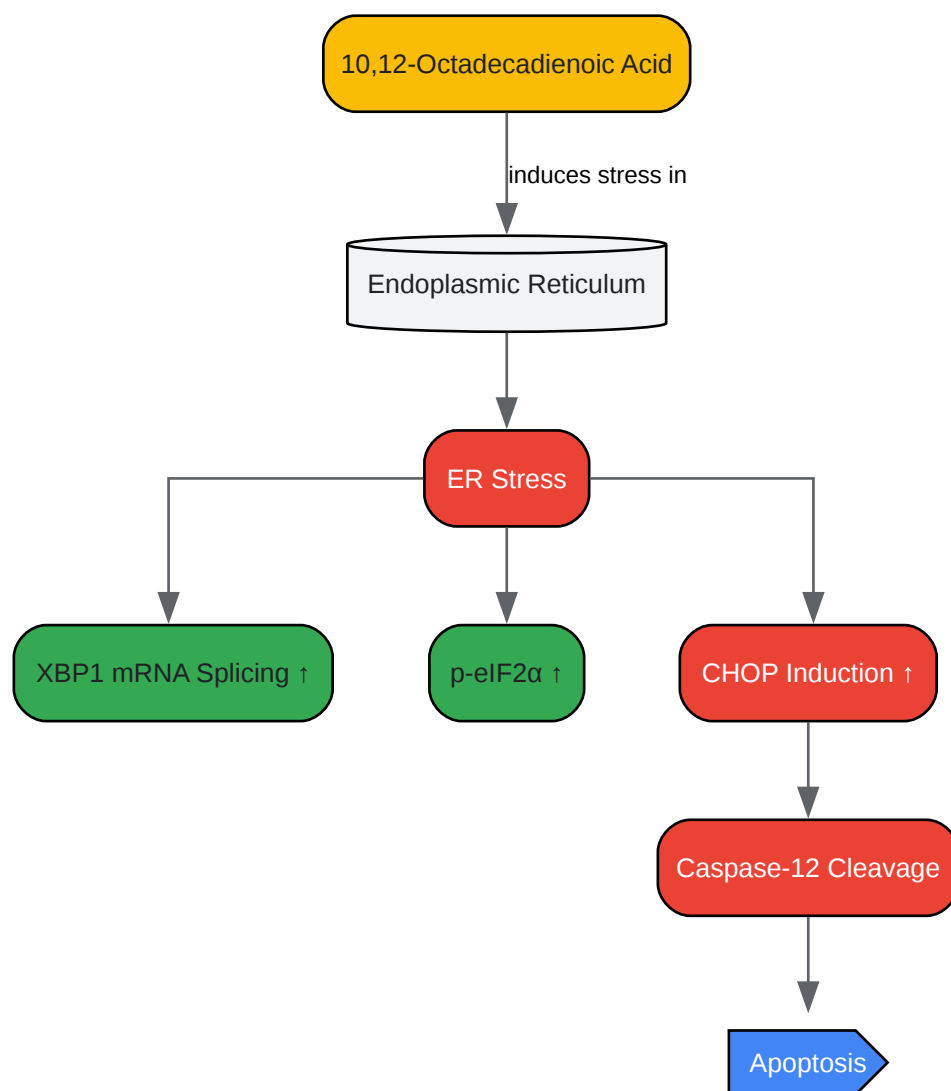 10,12-Octadecadienoic Acid
induces stress in
Endoplasmic Reticulum
ER Stress
XBP1 mRNA Splicing ↑
p-eIF2α ↑
CHOP Induction ↑
Caspase-12 Cleavage
Apoptosis